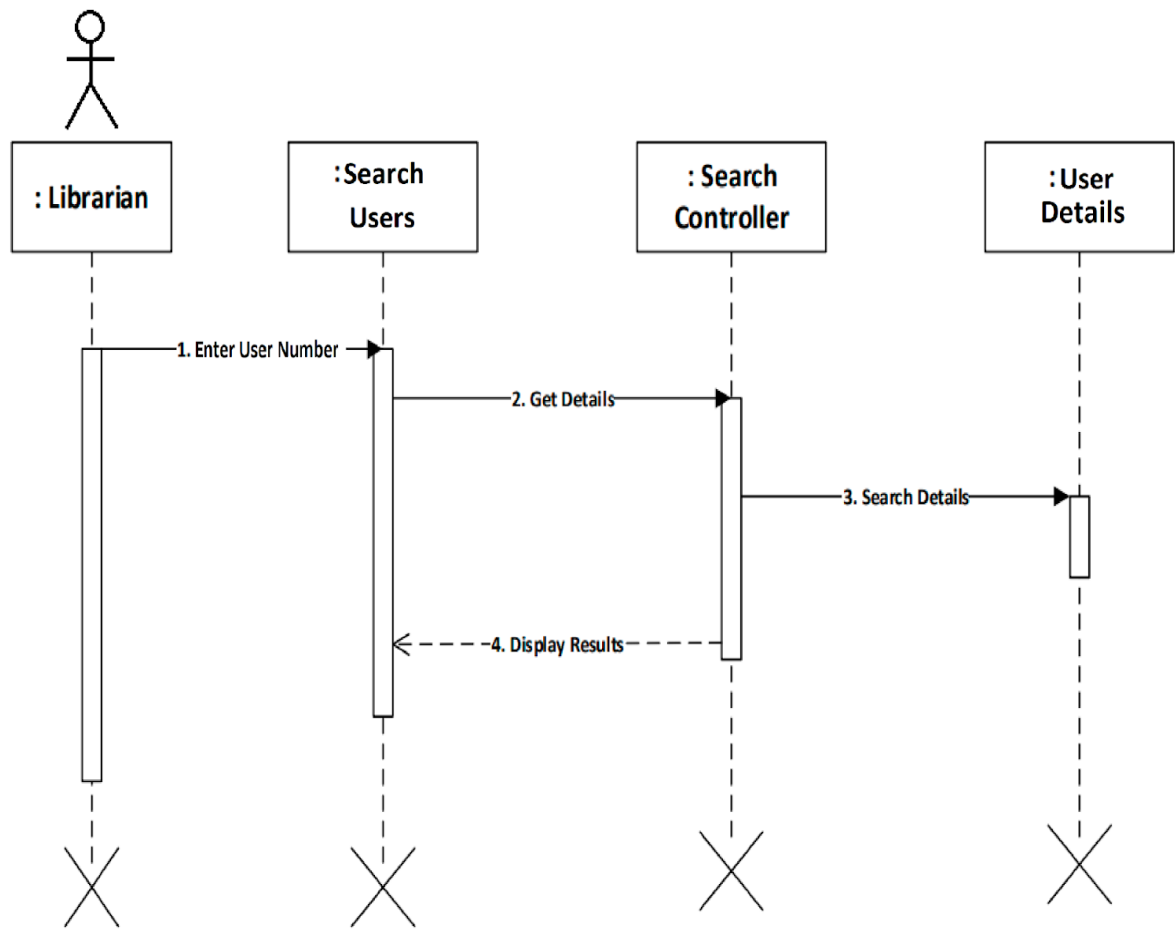 : Librarian
:Search
Users
: Search
Controller
:User
Details
1. Enter User Number
2. Get Details
3. Search Details
4. Display Results